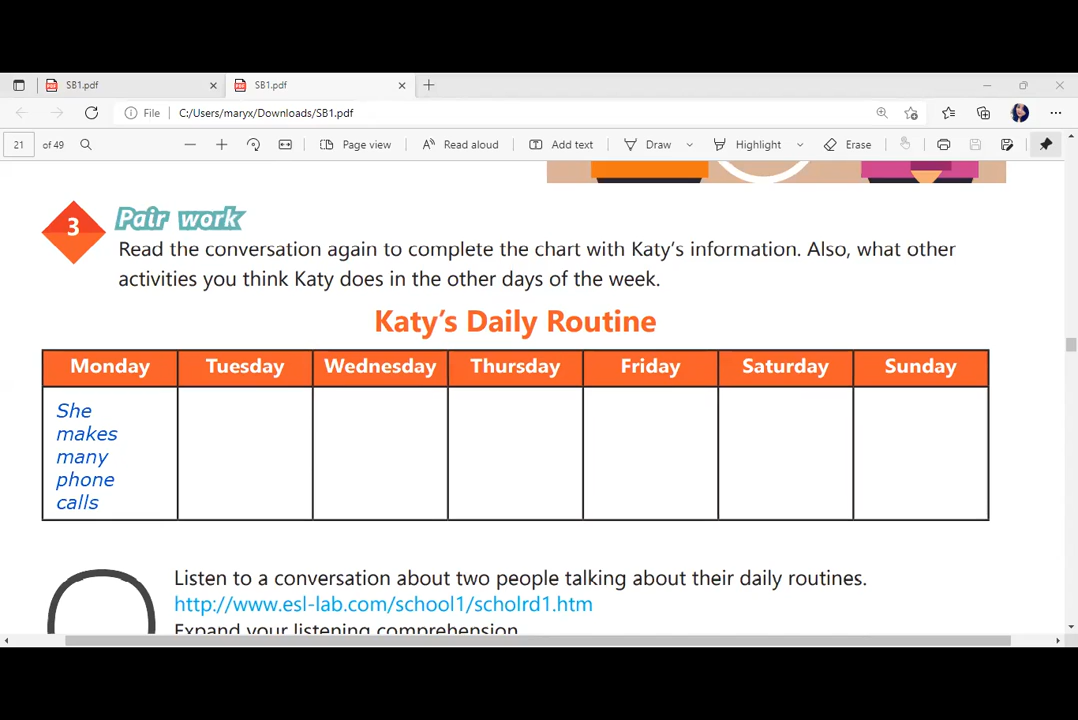 SB1.pdf
SB1.pdf
File
C:/Users/maryx/Downloads/SB1.pdf
21
of 49
Page view
Read aloud
Add text
Draw
Highlight
Erase
3
Pair work
Read the conversation again to complete the chart with Katy's information. Also, what other
activities you think Katy does in the other days of the week.
Katy's Daily Routine
Monday Tuesday Wednesday Thursday Friday Saturday Sunday
She
makes
many
phone
calls
Listen to a conversation about two people talking about their daily routines.
http://www.esl-lab.com/school1/scholrd1.htm
Expand your listening comprehension